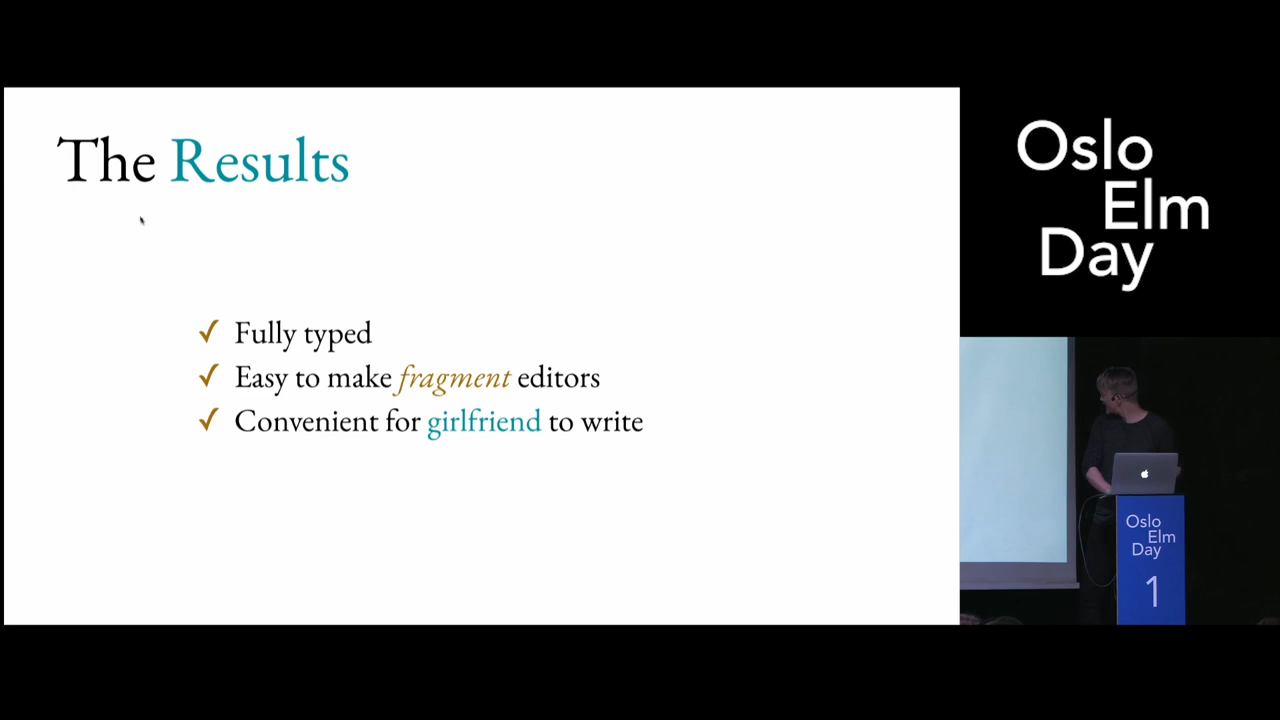 The Results
✓ Fully typed
✓ Easy to make fragment editors
✓ Convenient for girlfriend to write
Oslo
Elm
Day
Oslo
Elm
Day
1